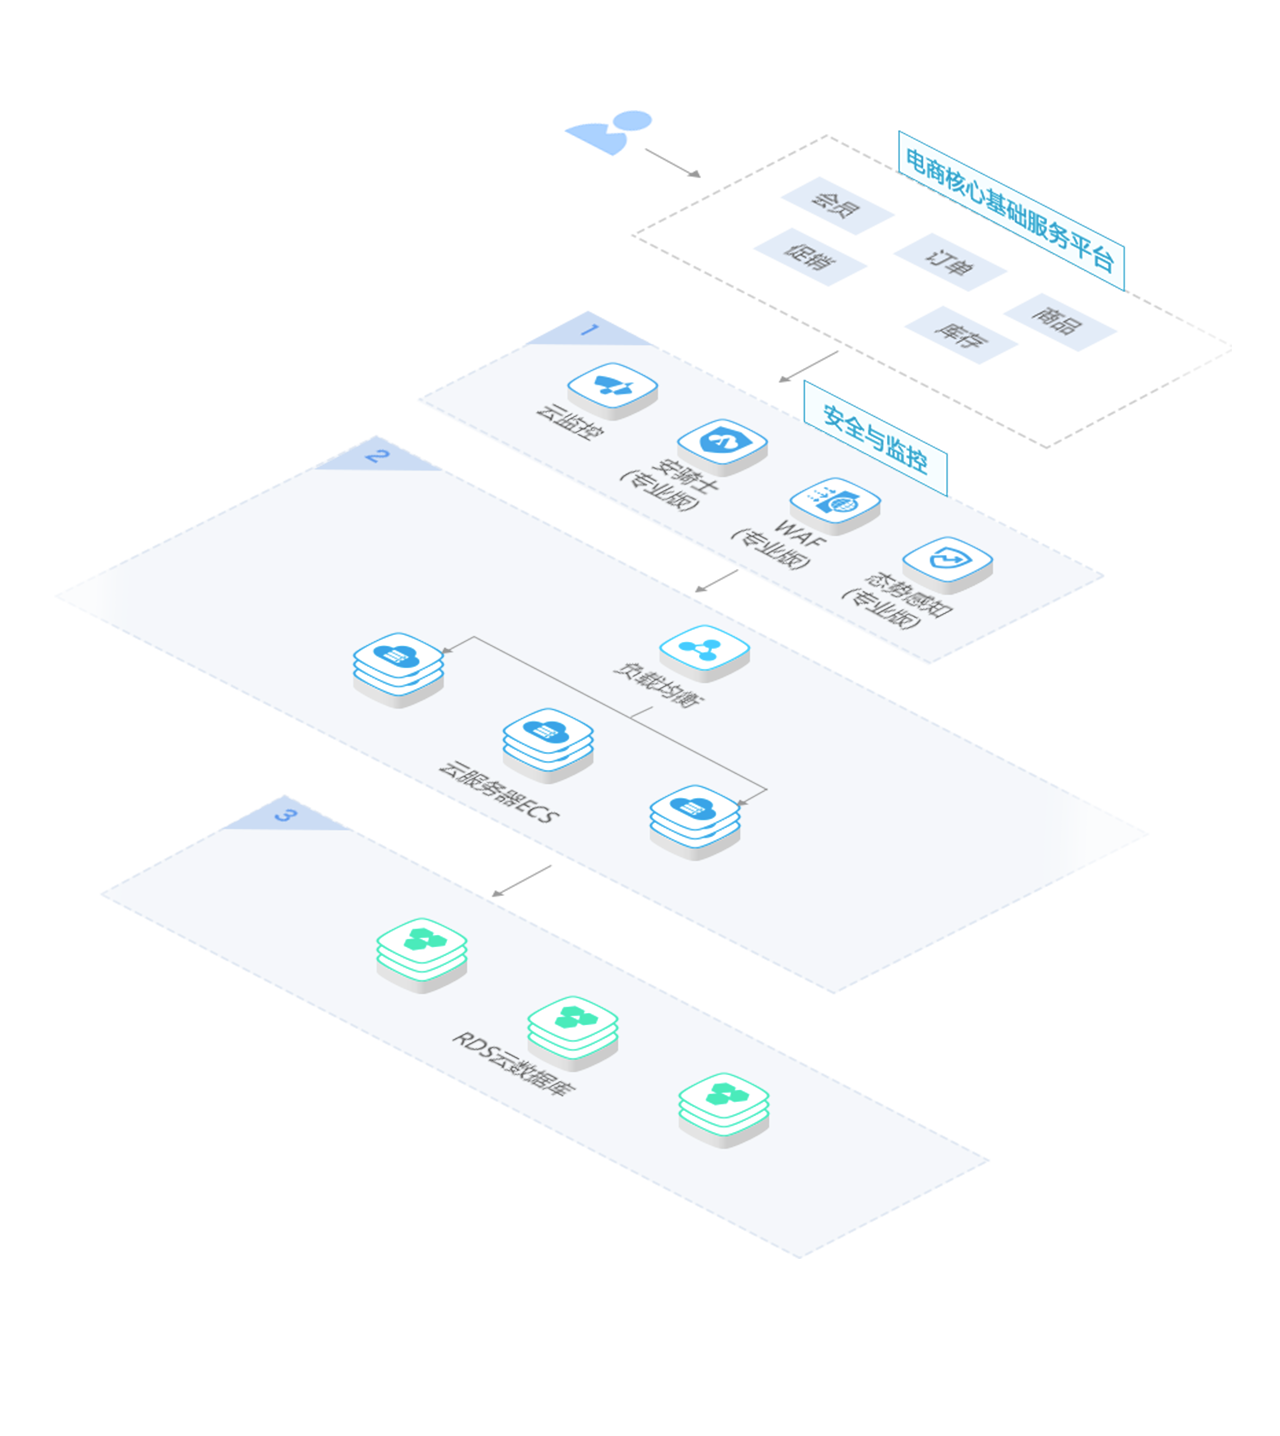 电商核心基础服务平台
会员
促销
订单
商品
库存
1
安全与监控
云监控
安骑士
(专业版)
WAF
(专业版)
态势感知
(专业版)
2
负载均衡
云服务器ECS
3
RDS云数据库